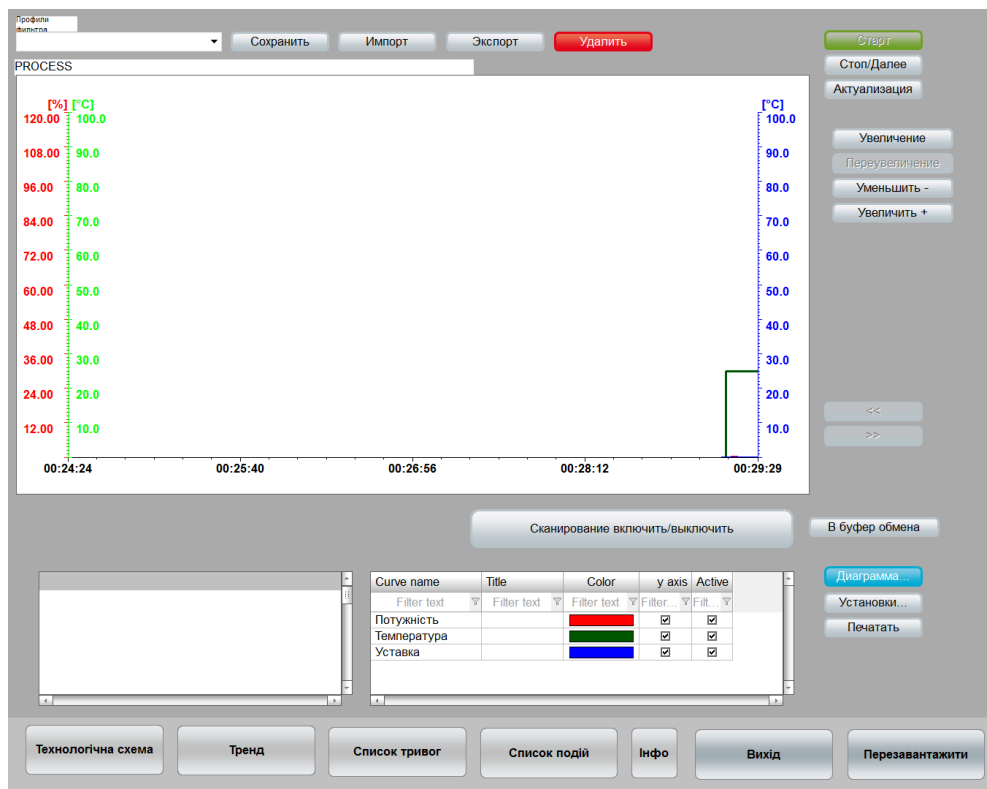 Профили
фильтра
Сохранить Импорт Экспорт Удалить Старт
PROCESS Стоп/Далее
Актуализация
[%] [°C] [°C]
120.00 100.0 100.0
Увеличение
108.00 90.0 90.0
Переувеличение
96.00 80.0 80.0 Уменьшить -
84.00 70.0 70.0 Увеличить +
72.00 60.0 60.0
60.00 50.0 50.0
48.00 40.0 40.0
36.00 30.0 30.0
24.00 20.0 20.0
<<
12.00 10.0 10.0 >>
00:24:24 00:25:40 00:26:56 00:28:12 00:29:29
Сканирование включить/выключить В буфер обмена
Curve name Title Color y axis Active Диаграмма...
Filter text Filter text Filter text Filter... Filt... Установки...
Потужність
Температура Печатать
Уставка
Технологічна схема Тренд Список тривог Список подій Інфо Вихід Перезавантажити